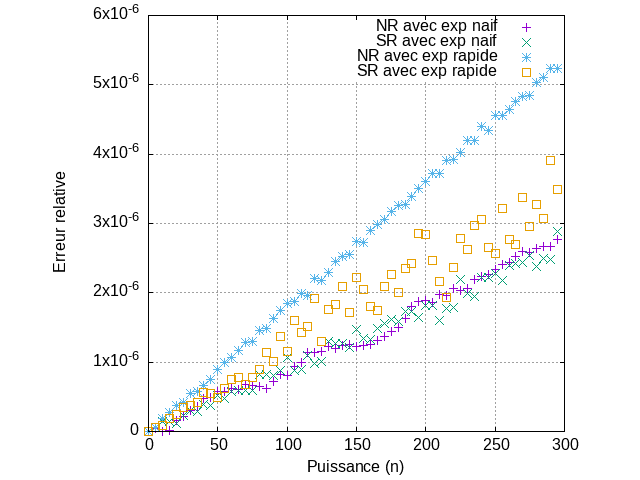 6x10-6
5x10-6
4x10-6
3x10-6
2x10-6
1x10-6
0
Erreur relative
NR avec exp naif
SR avec exp naif
NR avec exp rapide
SR avec exp rapide
0 50 100 150 200 250 300
Puissance (n)